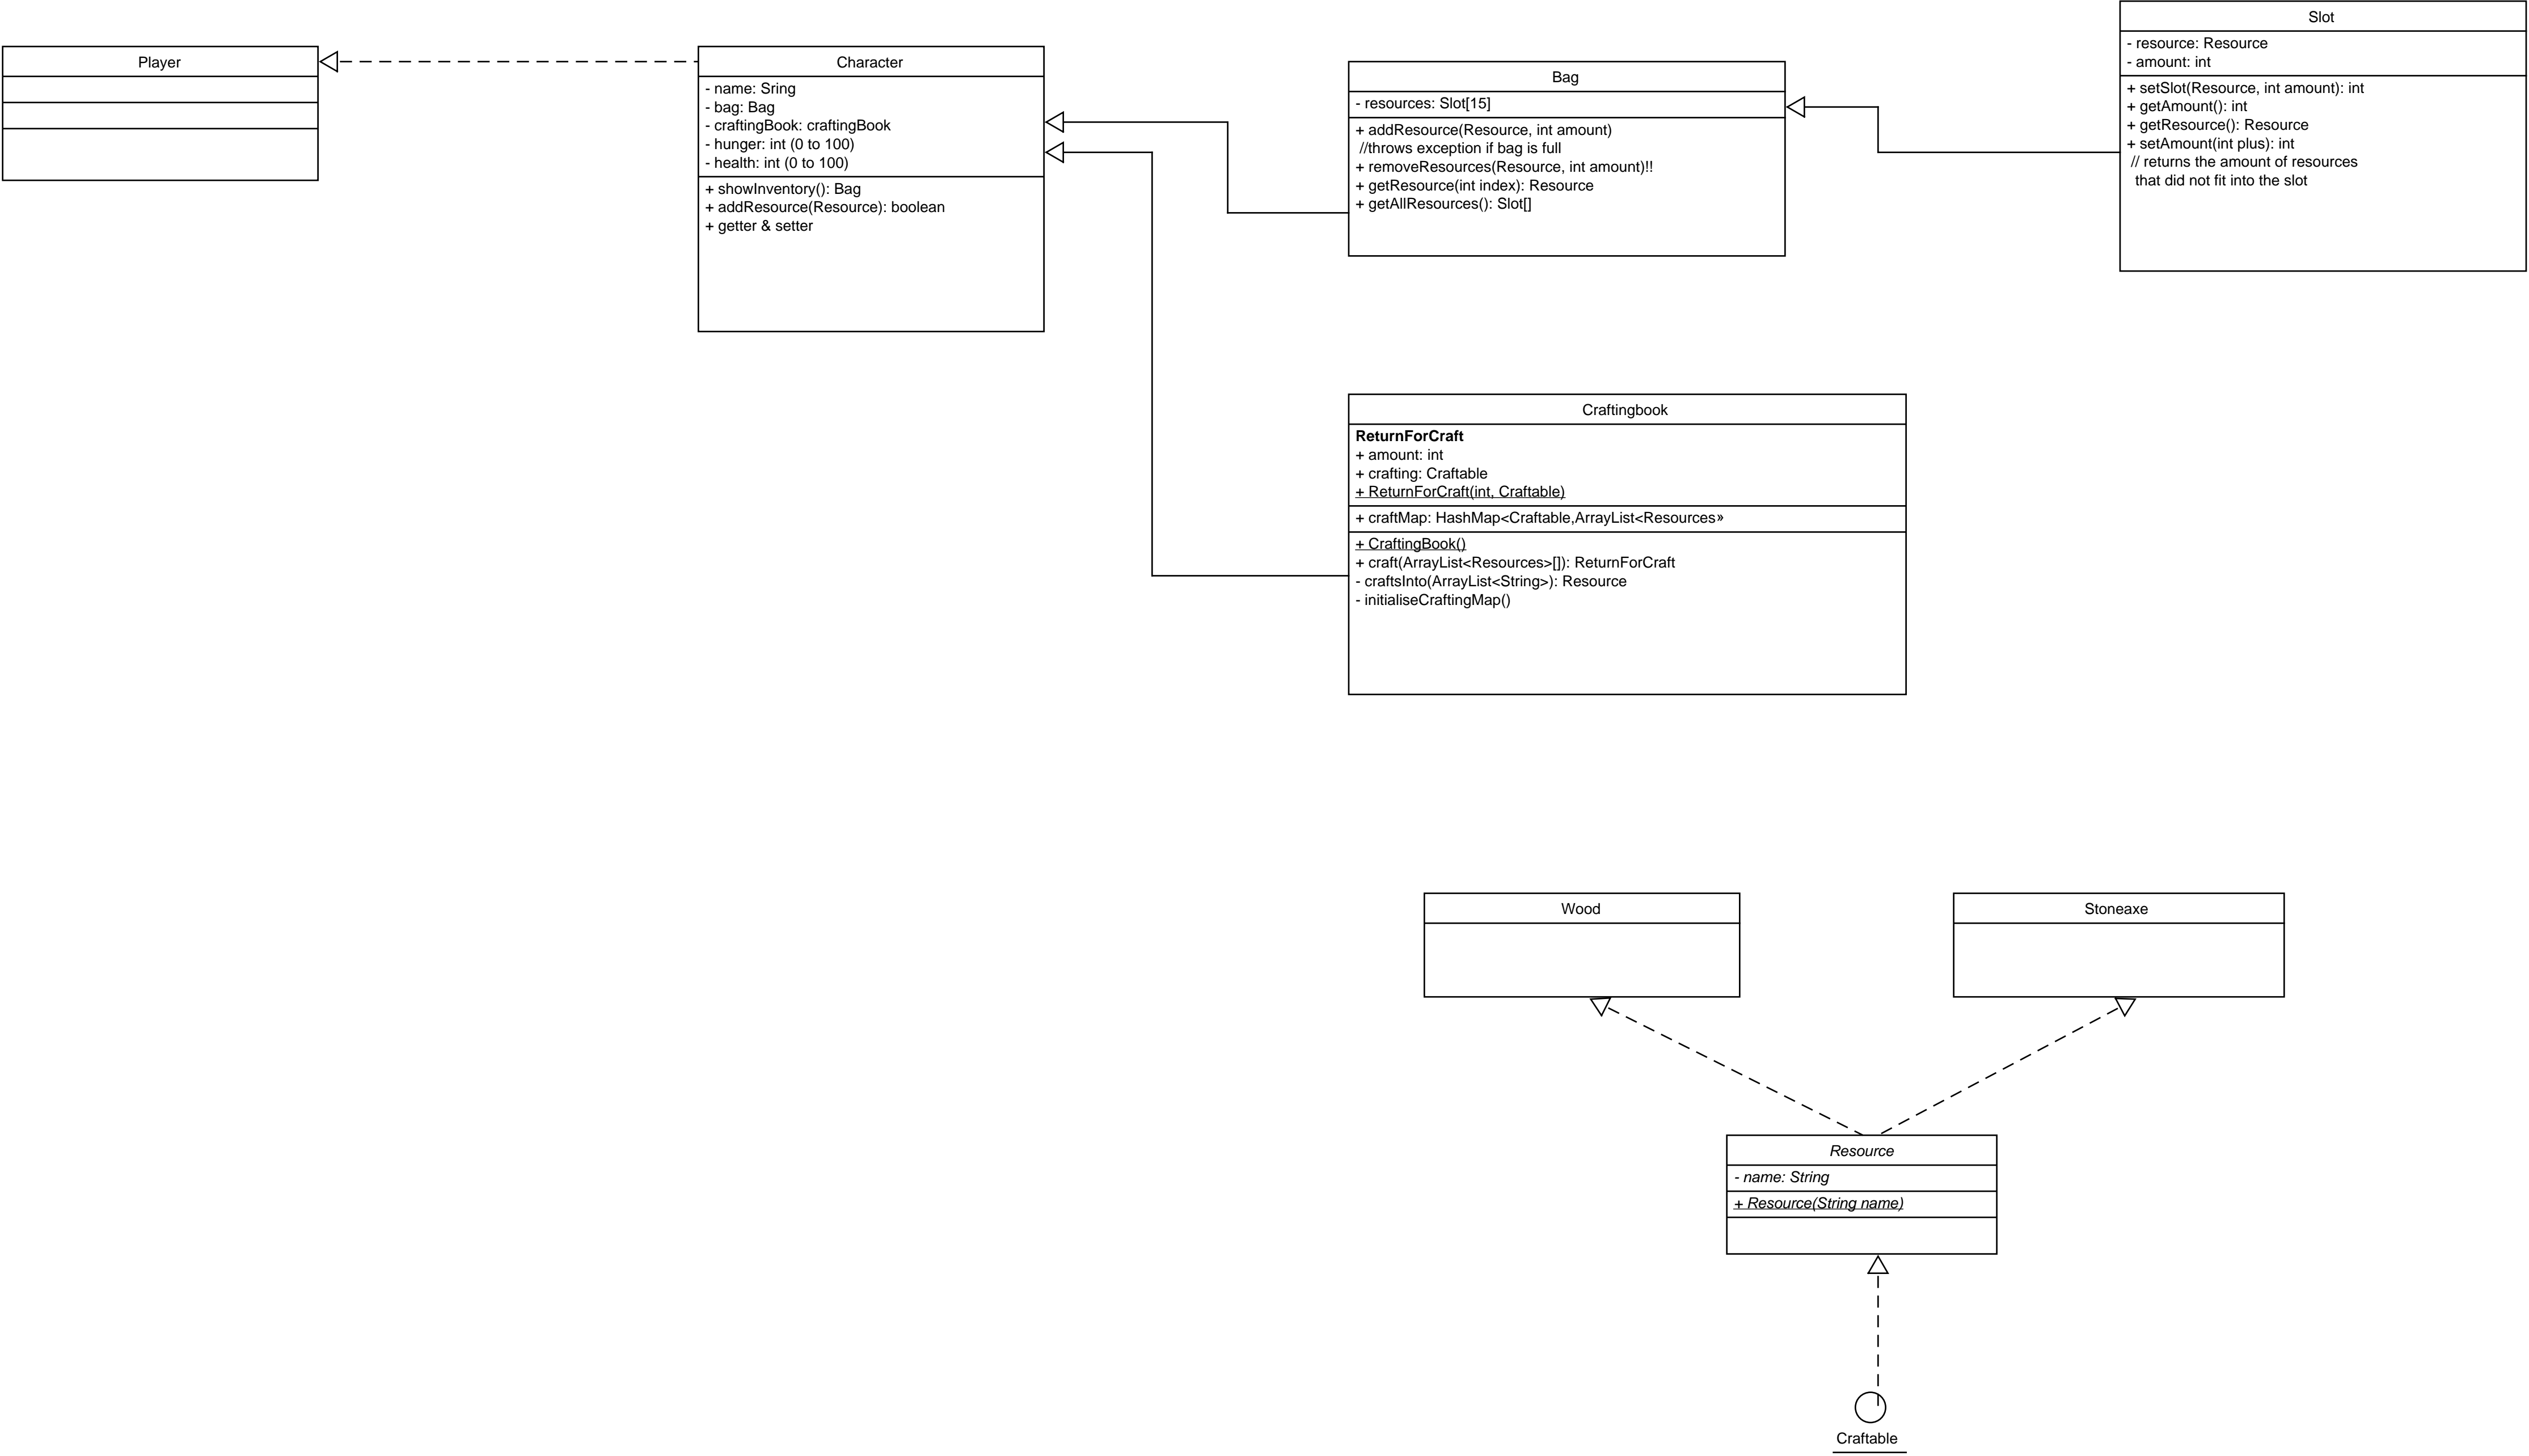 Player
Character
- name: Sring
- bag: Bag
- craftingBook: craftingBook
- hunger: int (0 to 100)
- health: int (0 to 100)
+ showInventory(): Bag
+ addResource(Resource): boolean
+ getter & setter
Bag
- resources: Slot[15]
+ addResource(Resource, int amount)
//throws exception if bag is full
+ removeResources(Resource, int amount)!!
+ getResource(int index): Resource
+ getAllResources(): Slot[]
Slot
- resource: Resource
- amount: int
+ setSlot(Resource, int amount): int
+ getAmount(): int
+ getResource(): Resource
+ setAmount(int plus): int
// returns the amount of resources
that did not fit into the slot
Craftingbook
ReturnForCraft
+ amount: int
+ crafting: Craftable
+ ReturnForCraft(int, Craftable)
+ craftMap: HashMap<Craftable,ArrayList<Resources»
+ CraftingBook()
+ craft(ArrayList<Resources>[]): ReturnForCraft
- craftsInto(ArrayList<String>): Resource
- initialiseCraftingMap()
Wood
Stoneaxe
Resource
- name: String
+ Resource(String name)
Craftable